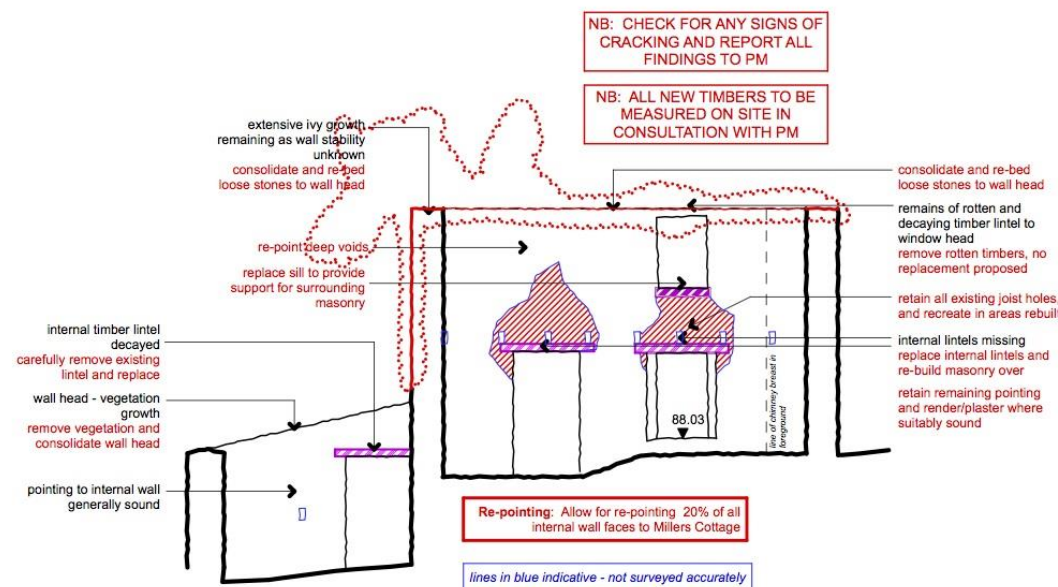 NB: CHECK FOR ANY SIGNS OF
CRACKING AND REPORT ALL
FINDINGS TO PM
NB: ALL NEW TIMBERS TO BE
MEASURED ON SITE IN
CONSULTATION WITH PM
extensive ivy growth
remaining as wall stability
unknown
consolidate and re-bed
loose stones to wall head
re-point deep voids
replace sill to provide
support for surrounding
masonry
internal timber lintel
decayed
carefully remove existing
lintel and replace
wall head - vegetation
growth
remove vegetation and
consolidate wall head
pointing to internal wall
generally sound
consolidate and re-bed
loose stones to wall head
remains of rotten and
decaying timber lintel to
window head
remove rotten timbers, no
replacement proposed
retain all existing joist holes,
and recreate in areas rebuilt
internal lintels missing
replace internal lintels and
re-build masonry over
retain remaining pointing
and render/plaster where
suitably sound
88.03
line of chimney breast in
foreground
Re-pointing: Allow for re-pointing 20% of all
internal wall faces to Millers Cottage
lines in blue indicative - not surveyed accurately